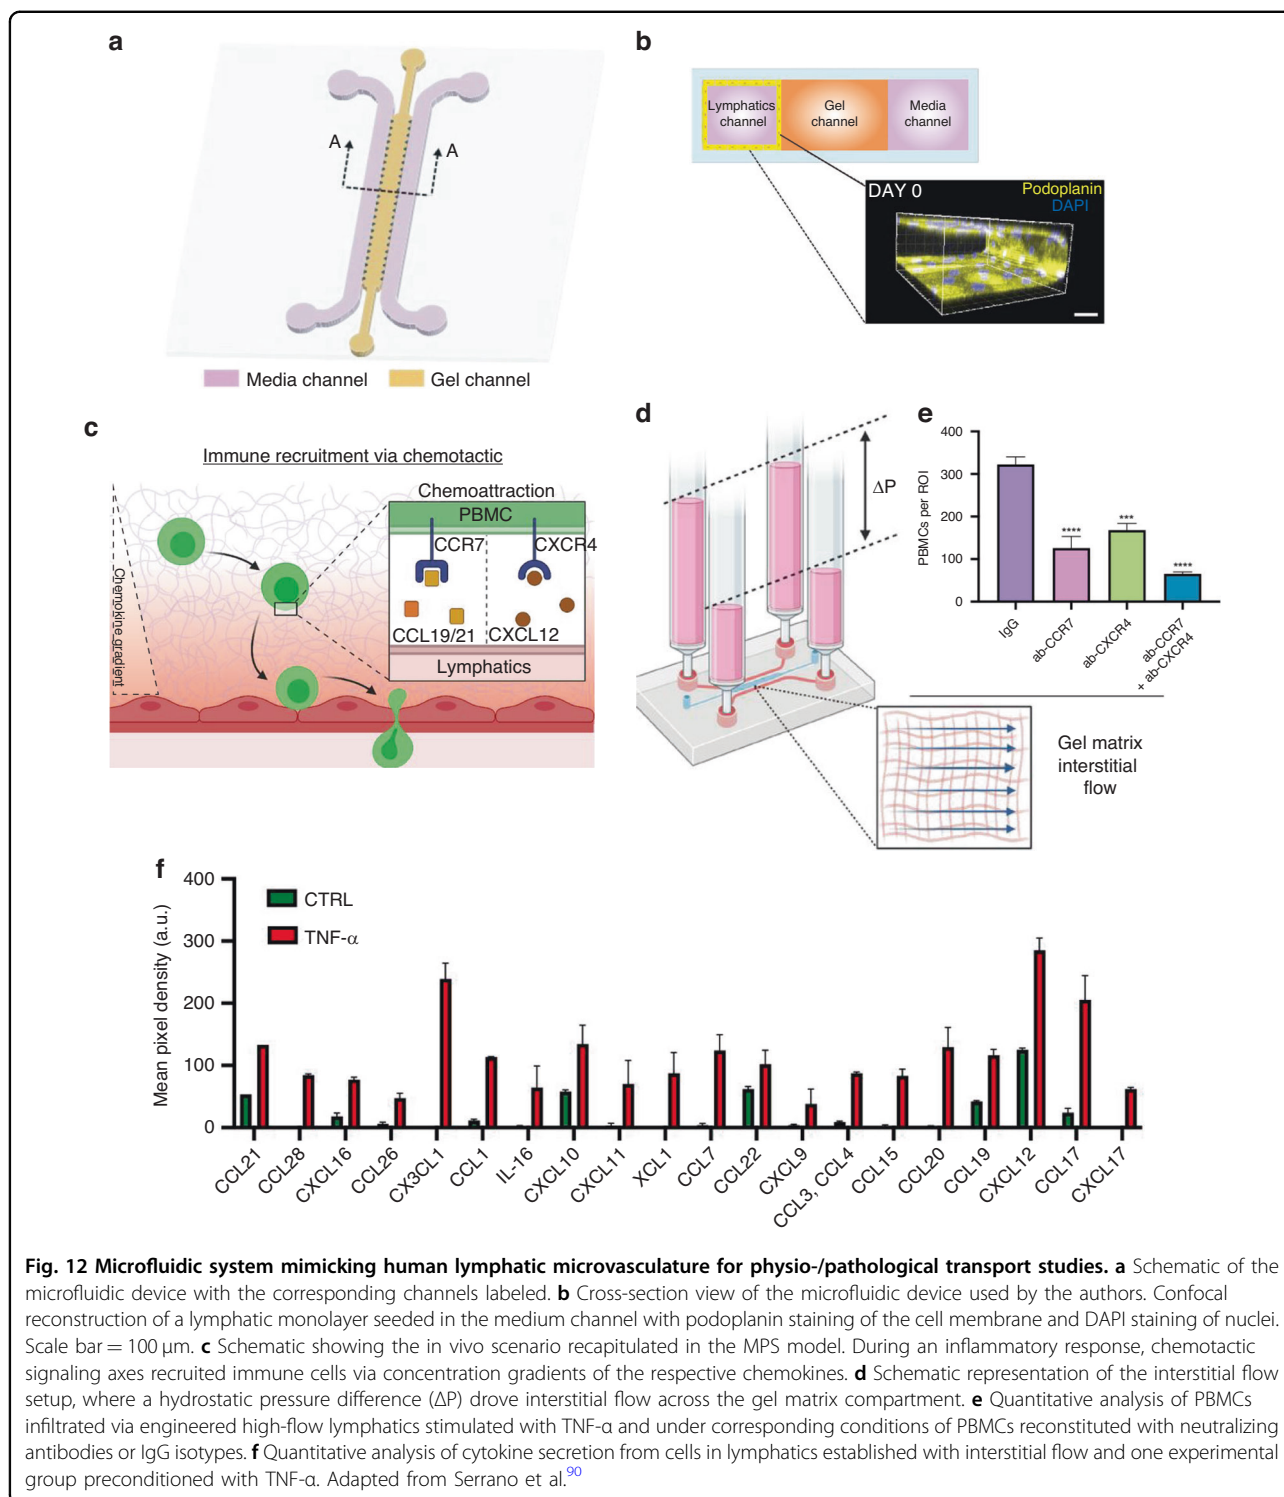 a
A
A
Media channel
Gel channel
b
Lymphatics channel
Gel channel
Media channel
DAY 0
Podoplanin
DAPI
c
Immune recruitment via chemotactic
Chemokine gradient
Chemoattraction
PBMC
CCR7
CXCR4
CCL19/21
CXCL12
Lymphatics
d
ΔP
Gel matrix
interstitial
flow
e
PBMCs per ROI
400
300
200
100
0
IgG
ab-CCR7
ab-CXCR4
ab-CCR7
+ ab-CXCR4
****
***
****
f
Mean pixel density (a.u.)
400
300
200
100
0
CTRL
TNF-α
CCL21
CCL28
CXCL16
CCL26
CX3CL1
CCL1
IL-16
CXCL10
CXCL11
XCL1
CCL7
CCL22
CXCL9
CCL3, CCL4
CCL15
CCL20
CCL19
CXCL12
CCL17
CXCL17
Fig. 12 Microfluidic system mimicking human lymphatic microvasculature for physio-/pathological transport studies. a Schematic of the
microfluidic device with the corresponding channels labeled. b Cross-section view of the microfluidic device used by the authors. Confocal
reconstruction of a lymphatic monolayer seeded in the medium channel with podoplanin staining of the cell membrane and DAPI staining of nuclei.
Scale bar = 100 μm. c Schematic showing the in vivo scenario recapitulated in the MPS model. During an inflammatory response, chemotactic
signaling axes recruited immune cells via concentration gradients of the respective chemokines. d Schematic representation of the interstitial flow
setup, where a hydrostatic pressure difference (ΔP) drove interstitial flow across the gel matrix compartment. e Quantitative analysis of PBMCs
infiltrated via engineered high-flow lymphatics stimulated with TNF-α and under corresponding conditions of PBMCs reconstituted with neutralizing
antibodies or IgG isotypes. f Quantitative analysis of cytokine secretion from cells in lymphatics established with interstitial flow and one experimental
group preconditioned with TNF-α. Adapted from Serrano et al.90